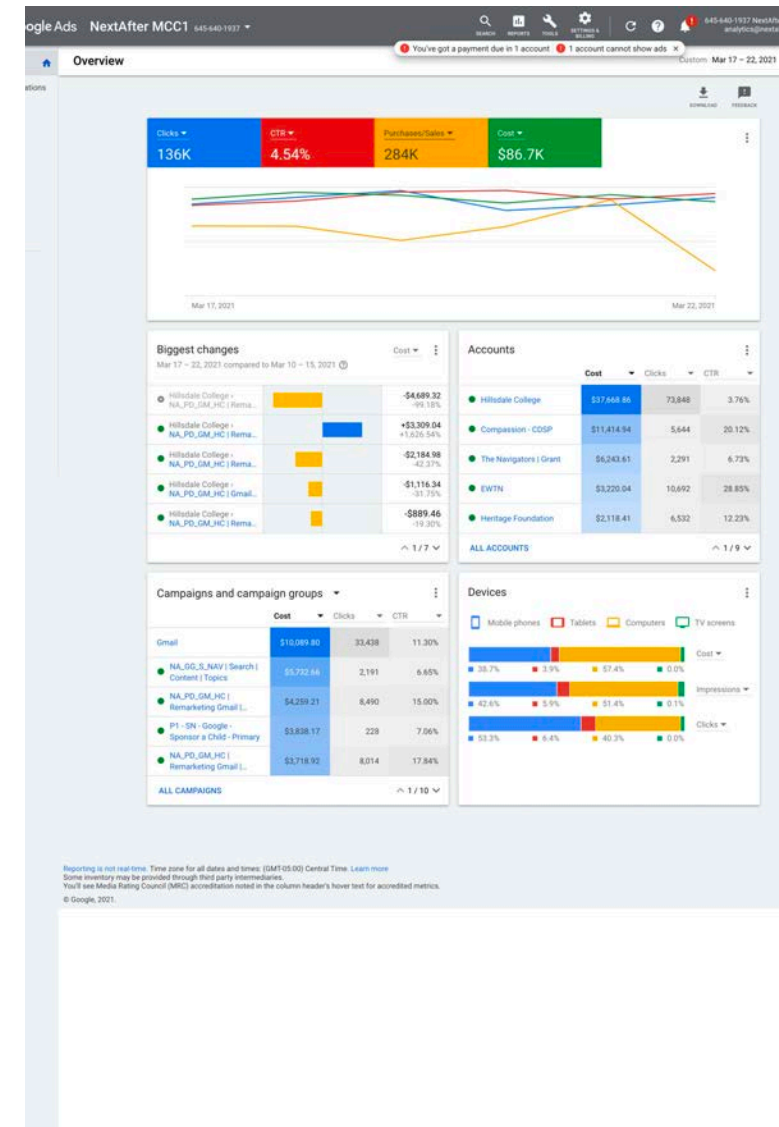 ogle Ads NextAfter MCC1 645-640-1937
SEARCH REPORTS TOOLS SETTINGS & BILLING
645-640-1937 NextAfte
analytics@nexta
You've got a payment due in 1 account 1 account cannot show ads ×
Overview
Custom Mar 17 – 22, 2021
ations
DOWNLOAD FEEDBACK
Clicks CTR Purchases/Sales Cost
136K 4.54% 284K $86.7K
Mar 17, 2021 Mar 22, 2021
Biggest changes Cost
Mar 17 – 22, 2021 compared to Mar 10 – 15, 2021
Hillsdale College › -$4,689.32
NA_PD_GM_HC | Rema... -99.18%
Hillsdale College › +$3,309.04
NA_PD_GM_HC | Rema... +1,626.54%
Hillsdale College › -$2,184.98
NA_PD_GM_HC | Rema... -42.37%
Hillsdale College › -$1,116.34
NA_PD_GM_HC | Gmail... -31.75%
Hillsdale College › -$889.46
NA_PD_GM_HC | Rema... -19.30%
1 / 7
Accounts
Cost Clicks CTR
Hillsdale College $37,668.86 73,848 3.76%
Compassion - CDSP $11,414.54 5,644 20.12%
The Navigators | Grant $6,243.61 2,291 6.73%
EWTN $3,220.04 10,692 28.85%
Heritage Foundation $2,118.41 6,532 12.23%
ALL ACCOUNTS 1 / 9
Campaigns and campaign groups
Cost Clicks CTR
Gmail $10,089.80 33,438 11.30%
NA_GG_S_NAV | Search | $5,732.66 2,191 6.65%
Content | Topics
NA_PD_GM_HC | $4,259.21 8,490 15.00%
Remarketing Gmail |...
P1 - SN - Google - $3,838.17 228 7.06%
Sponsor a Child - Primary
NA_PD_GM_HC | $3,718.92 8,014 17.84%
Remarketing Gmail |...
ALL CAMPAIGNS 1 / 10
Devices
Mobile phones Tablets Computers TV screens
Cost
38.7% 3.9% 57.4% 0.0%
Impressions
42.6% 5.9% 51.4% 0.1%
Clicks
53.3% 6.4% 40.3% 0.0%
Reporting is not real-time. Time zone for all dates and times: (GMT-05:00) Central Time. Learn more
Some inventory may be provided through third party intermediaries.
You'll see Media Rating Council (MRC) accreditation noted in the column header's hover text for accredited metrics.
© Google, 2021.